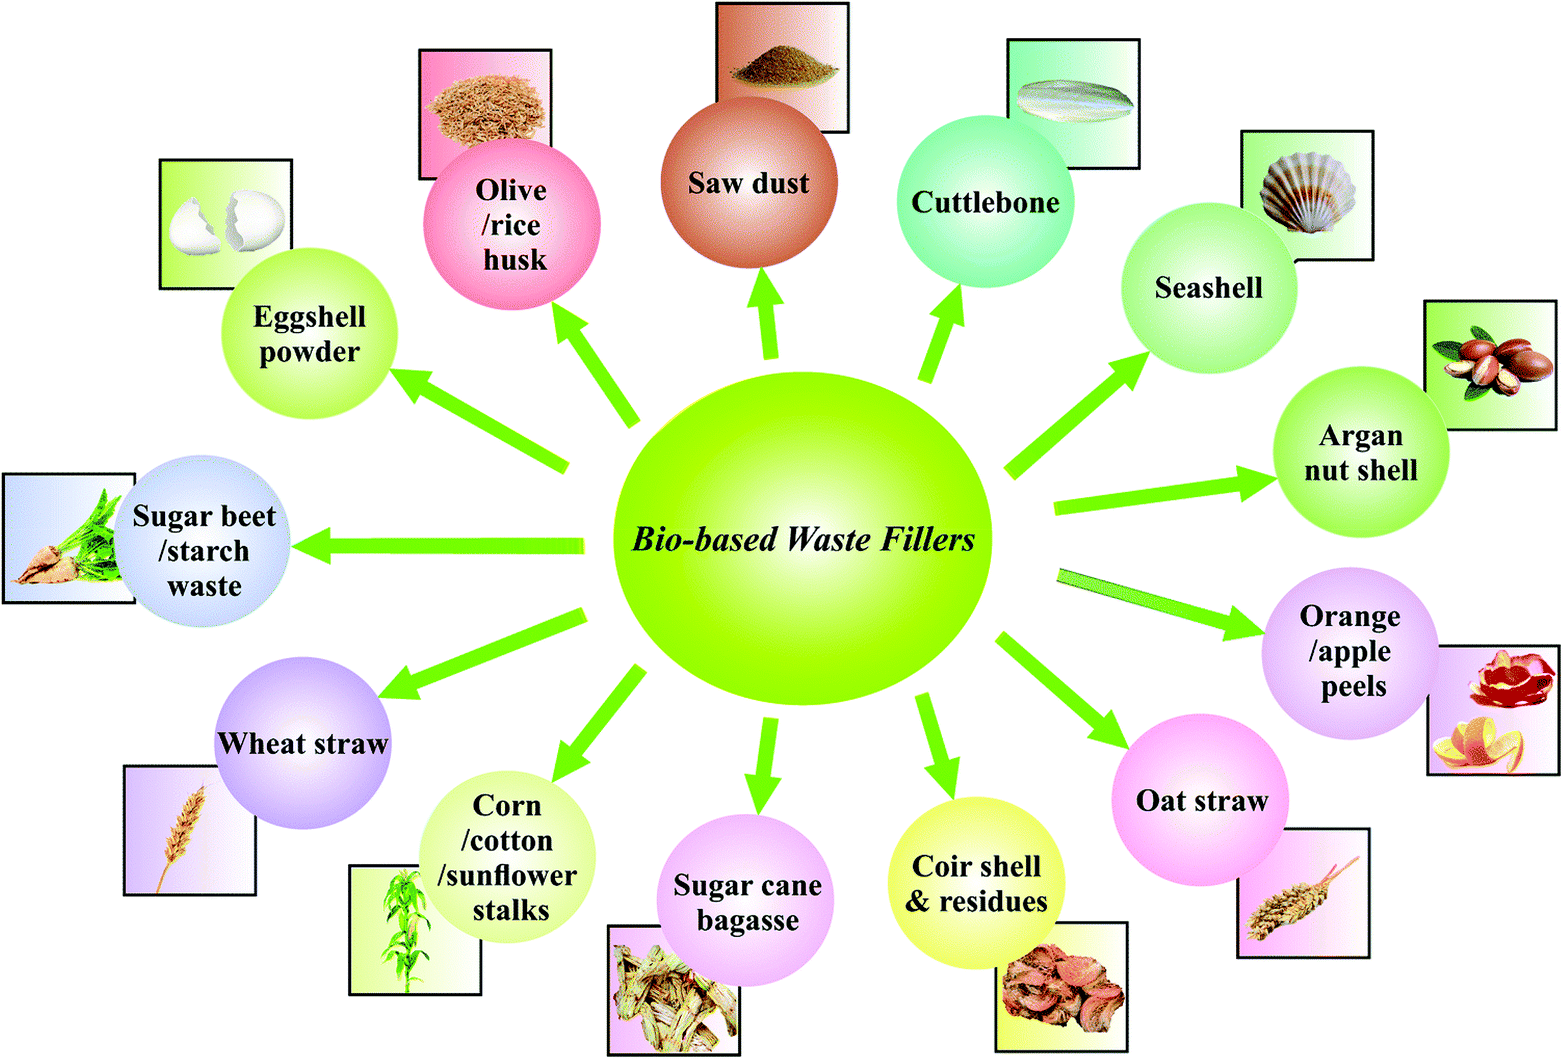 Saw dust
Cuttlebone
Seashell
Argan
nut shell
Orange
/apple
peels
Oat straw
Coir shell
& residues
Sugar cane
bagasse
Corn
/cotton
/sunflower
stalks
Wheat straw
Sugar beet
/starch
waste
Eggshell
powder
Olive
/rice
husk
Bio-based Waste Fillers